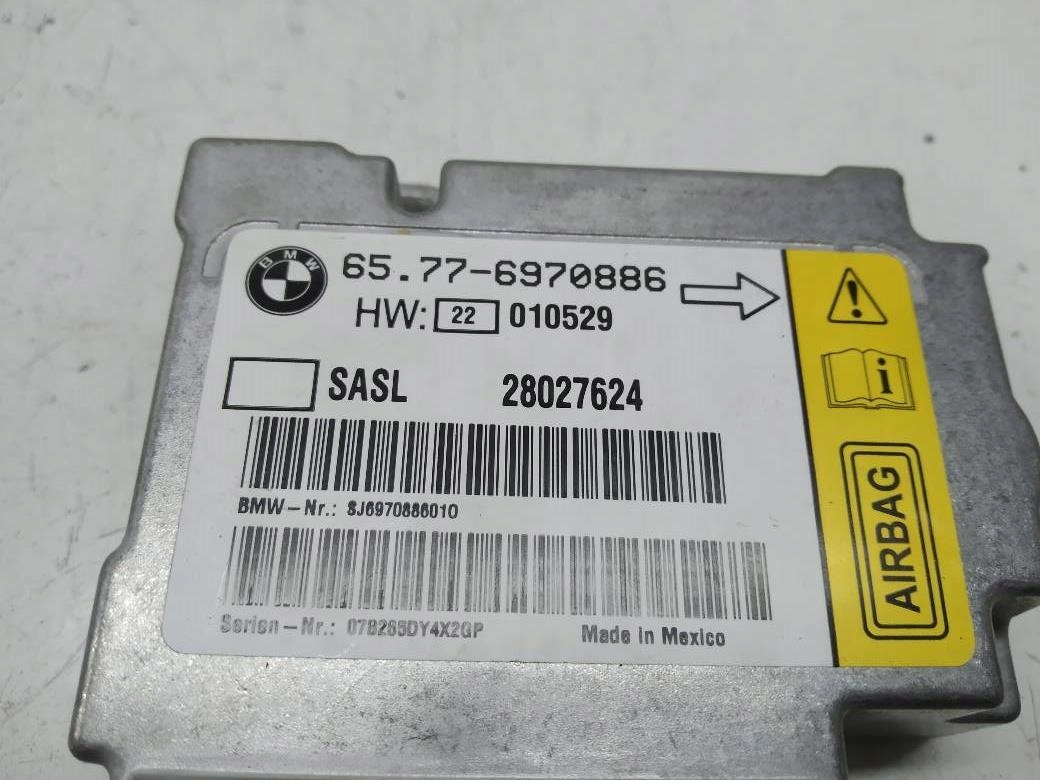 BMW 65.77-6970886
HW: 22 010529
SASL 28027624
BMW-Nr.: 8J6970886010
Serien-Nr.: 07B265DY4X2GP Made in Mexico
i
AIRBAG